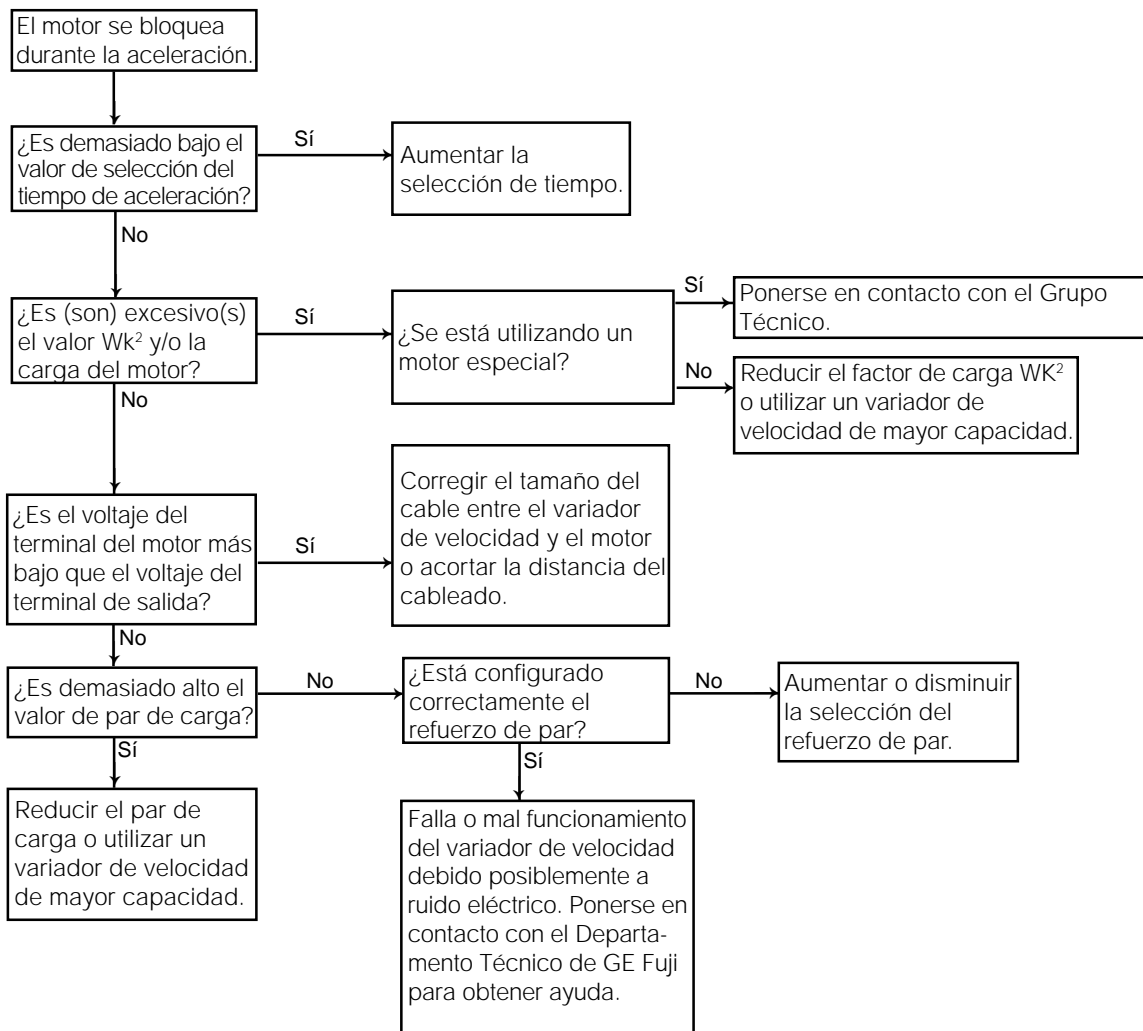 El motor se bloquea
durante la aceleración.
¿Es demasiado bajo el
valor de selección del
tiempo de aceleración?
Sí
Aumentar la
selección de tiempo.
No
¿Es (son) excesivo(s)
el valor Wk² y/o la
carga del motor?
Sí
¿Se está utilizando un
motor especial?
Sí
Ponerse en contacto con el Grupo
Técnico.
No
Reducir el factor de carga WK²
o utilizar un variador de
velocidad de mayor capacidad.
No
¿Es el voltaje del
terminal del motor más
bajo que el voltaje del
terminal de salida?
Sí
Corregir el tamaño del
cable entre el variador
de velocidad y el motor
o acortar la distancia del
cableado.
No
¿Es demasiado alto el
valor de par de carga?
No
¿Está configurado
correctamente el
refuerzo de par?
No
Aumentar o disminuir
la selección del
refuerzo de par.
Sí
Reducir el par de
carga o utilizar un
variador de velocidad
de mayor capacidad.
Sí
Falla o mal funcionamiento
del variador de velocidad
debido posiblemente a
ruido eléctrico. Ponerse en
contacto con el Departa-
mento Técnico de GE Fuji
para obtener ayuda.